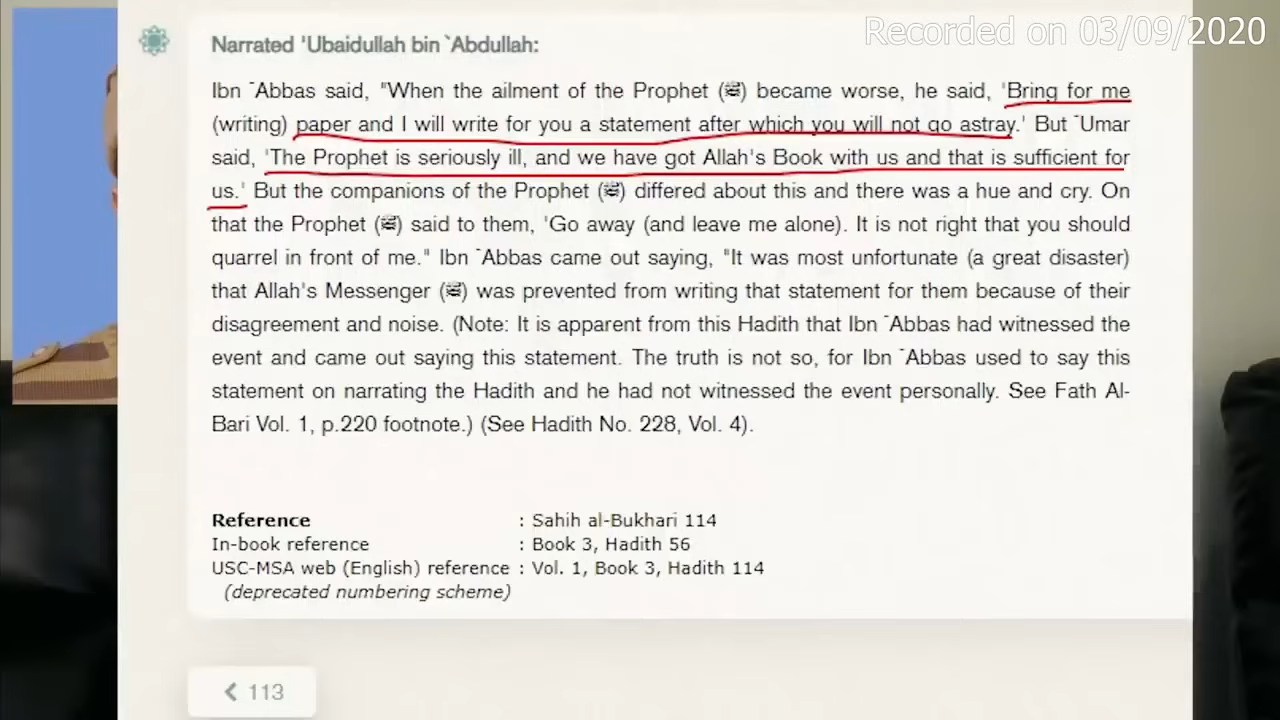 Recorded on 03/09/2020
Narrated 'Ubaidullah bin `Abdullah:
Ibn `Abbas said, "When the ailment of the Prophet (ﷺ) became worse, he said, 'Bring for me
(writing) paper and I will write for you a statement after which you will not go astray.' But `Umar
said, 'The Prophet is seriously ill, and we have got Allah's Book with us and that is sufficient for
us.' But the companions of the Prophet (ﷺ) differed about this and there was a hue and cry. On
that the Prophet (ﷺ) said to them, 'Go away (and leave me alone). It is not right that you should
quarrel in front of me." Ibn `Abbas came out saying, "It was most unfortunate (a great disaster)
that Allah's Messenger (ﷺ) was prevented from writing that statement for them because of their
disagreement and noise. (Note: It is apparent from this Hadith that Ibn `Abbas had witnessed the
event and came out saying this statement. The truth is not so, for Ibn `Abbas used to say this
statement on narrating the Hadith and he had not witnessed the event personally. See Fath Al-
Bari Vol. 1, p.220 footnote.) (See Hadith No. 228, Vol. 4).
Reference : Sahih al-Bukhari 114
In-book reference : Book 3, Hadith 56
USC-MSA web (English) reference : Vol. 1, Book 3, Hadith 114
(deprecated numbering scheme)
113